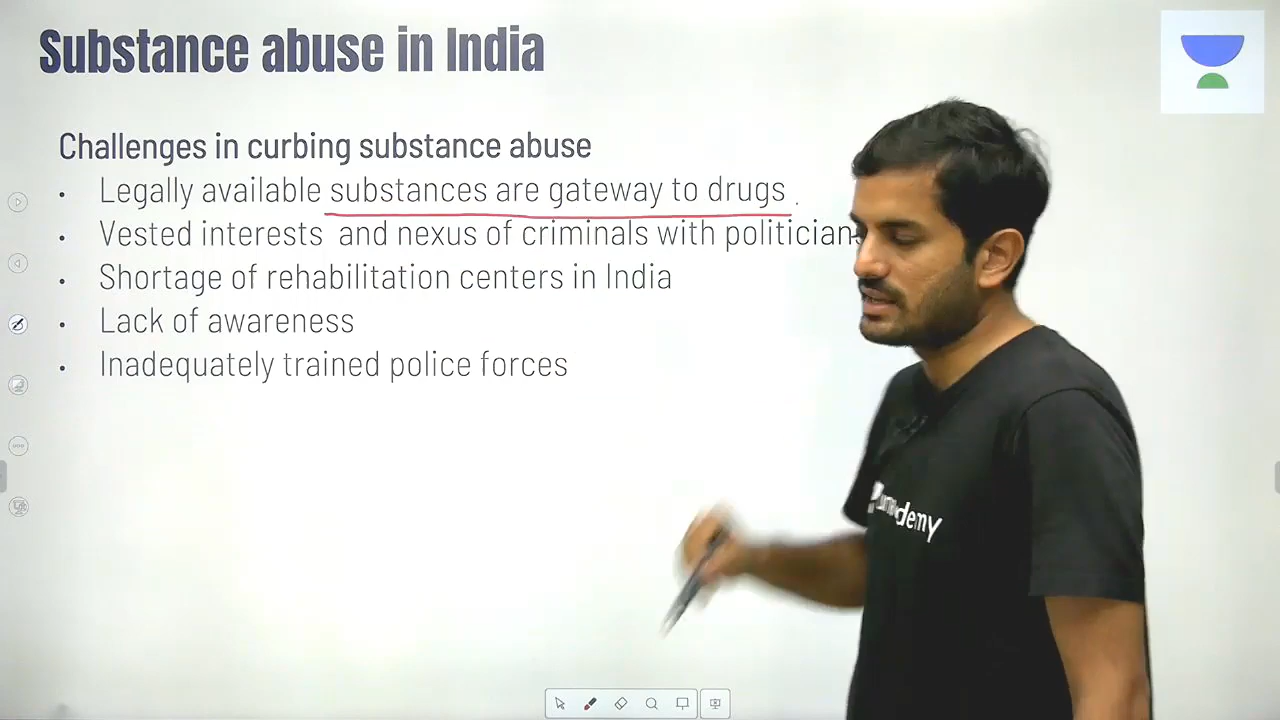 Substance abuse in India
Challenges in curbing substance abuse
• Legally available substances are gateway to drugs
• Vested interests and nexus of criminals with politicians
• Shortage of rehabilitation centers in India
• Lack of awareness
• Inadequately trained police forces